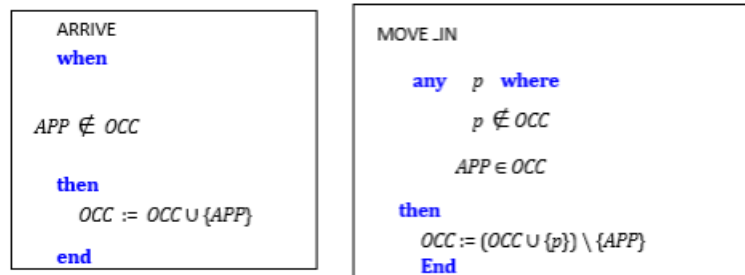 ARRIVE
when
APP ∉ OCC
then
OCC := OCC ∪ {APP}
end
MOVE_IN
any p where
p ∉ OCC
APP ∈ OCC
then
OCC := (OCC ∪ {p}) \ {APP}
End